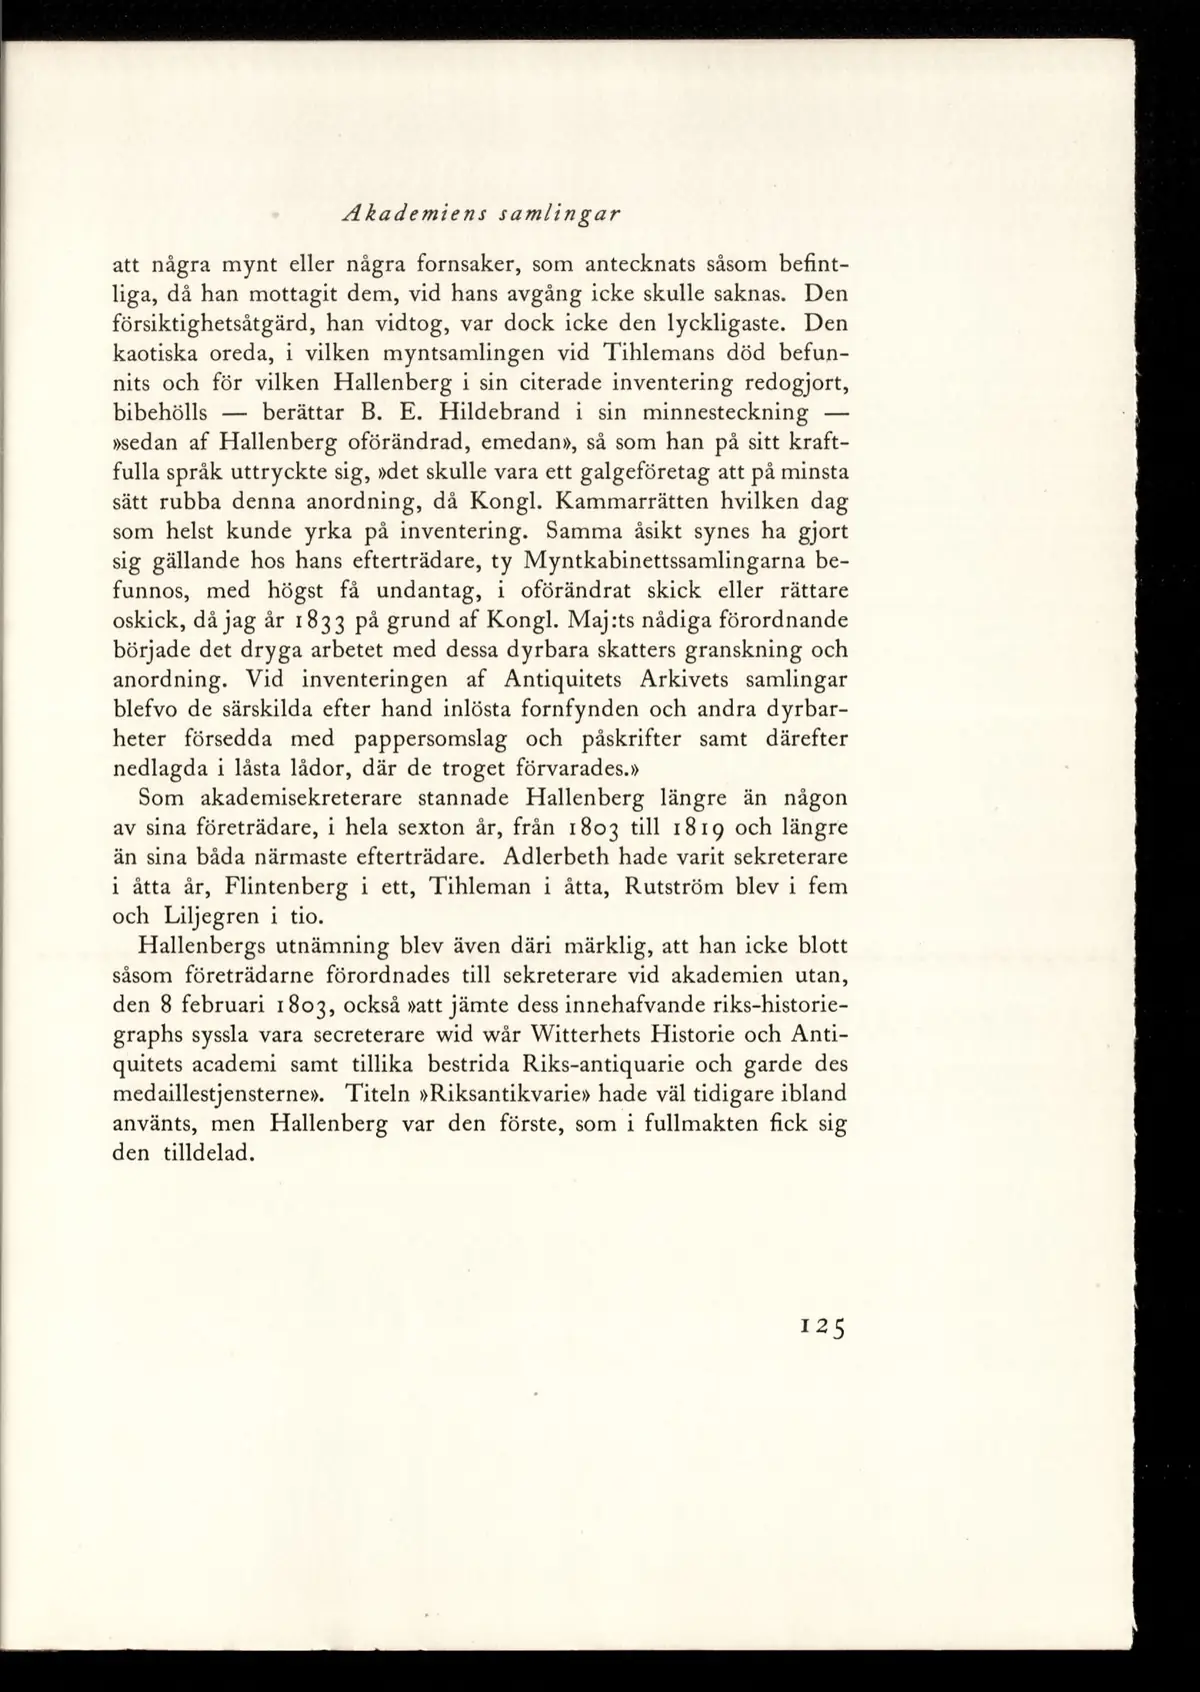 Akademiens samlingar
att några mynt eller några fornsaker, som antecknats såsom befint-
liga, då han mottagit dem, vid hans avgång icke skulle saknas. Den
försiktighetsåtgärd, han vidtog, var dock icke den lyckligaste. Den
kaotiska oreda, i vilken myntsamlingen vid Tihlemans död befun-
nits och för vilken Hallenberg i sin citerade inventering redogjort,
bibehölls — berättar B. E. Hildebrand i sin minnesteckning —
»sedan af Hallenberg oförändrad, emedan», så som han på sitt kraft-
fulla språk uttryckte sig, »det skulle vara ett galgeföretag att på minsta
sätt rubba denna anordning, då Kongl. Kammarrätten hvilken dag
som helst kunde yrka på inventering. Samma åsikt synes ha gjort
sig gällande hos hans efterträdare, ty Myntkabinettssamlingarna be-
funnos, med högst få undantag, i oförändrat skick eller rättare
oskick, då jag år 1833 på grund af Kongl. Maj:ts nådiga förordnande
började det dryga arbetet med dessa dyrbara skatters granskning och
anordning. Vid inventeringen af Antiquitets Arkivets samlingar
blefvo de särskilda efter hand inlösta fornfynden och andra dyrbar-
heter försedda med pappersomslag och påskrifter samt därefter
nedlagda i låsta lådor, där de troget förvarades.»
Som akademisekreterare stannade Hallenberg längre än någon
av sina företrädare, i hela sexton år, från 1803 till 1819 och längre
än sina båda närmaste efterträdare. Adlerbeth hade varit sekreterare
i åtta år, Flintenberg i ett, Tihleman i åtta, Rutström blev i fem
och Liljegren i tio.
Hallenbergs utnämning blev även däri märklig, att han icke blott
såsom företrädarne förordnades till sekreterare vid akademien utan,
den 8 februari 1803, också »att jämte dess innehafvande riks-historie-
graphs syssla vara secreterare wid wår Witterhets Historie och Anti-
quitets academi samt tillika bestrida Riks-antiquarie och garde des
medaillestjensterne». Titeln »Riksantikvarie» hade väl tidigare ibland
använts, men Hallenberg var den förste, som i fullmakten fick sig
den tilldelad.
125